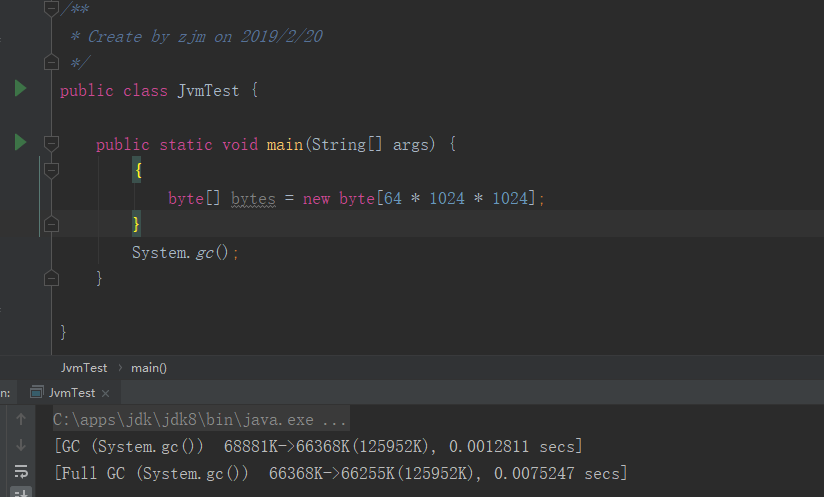 /**
 * Create by zjm on 2019/2/20
 */
public class JvmTest {
    public static void main(String[] args) {
        {
            byte[] bytes = new byte[64 * 1024 * 1024];
        }
        System.gc();
    }
}
JvmTest › main()
n: JvmTest ×
C:\apps\jdk\jdk8\bin\java.exe ...
[GC (System.gc())  68881K->66368K(125952K), 0.0012811 secs]
[Full GC (System.gc())  66368K->66255K(125952K), 0.0075247 secs]